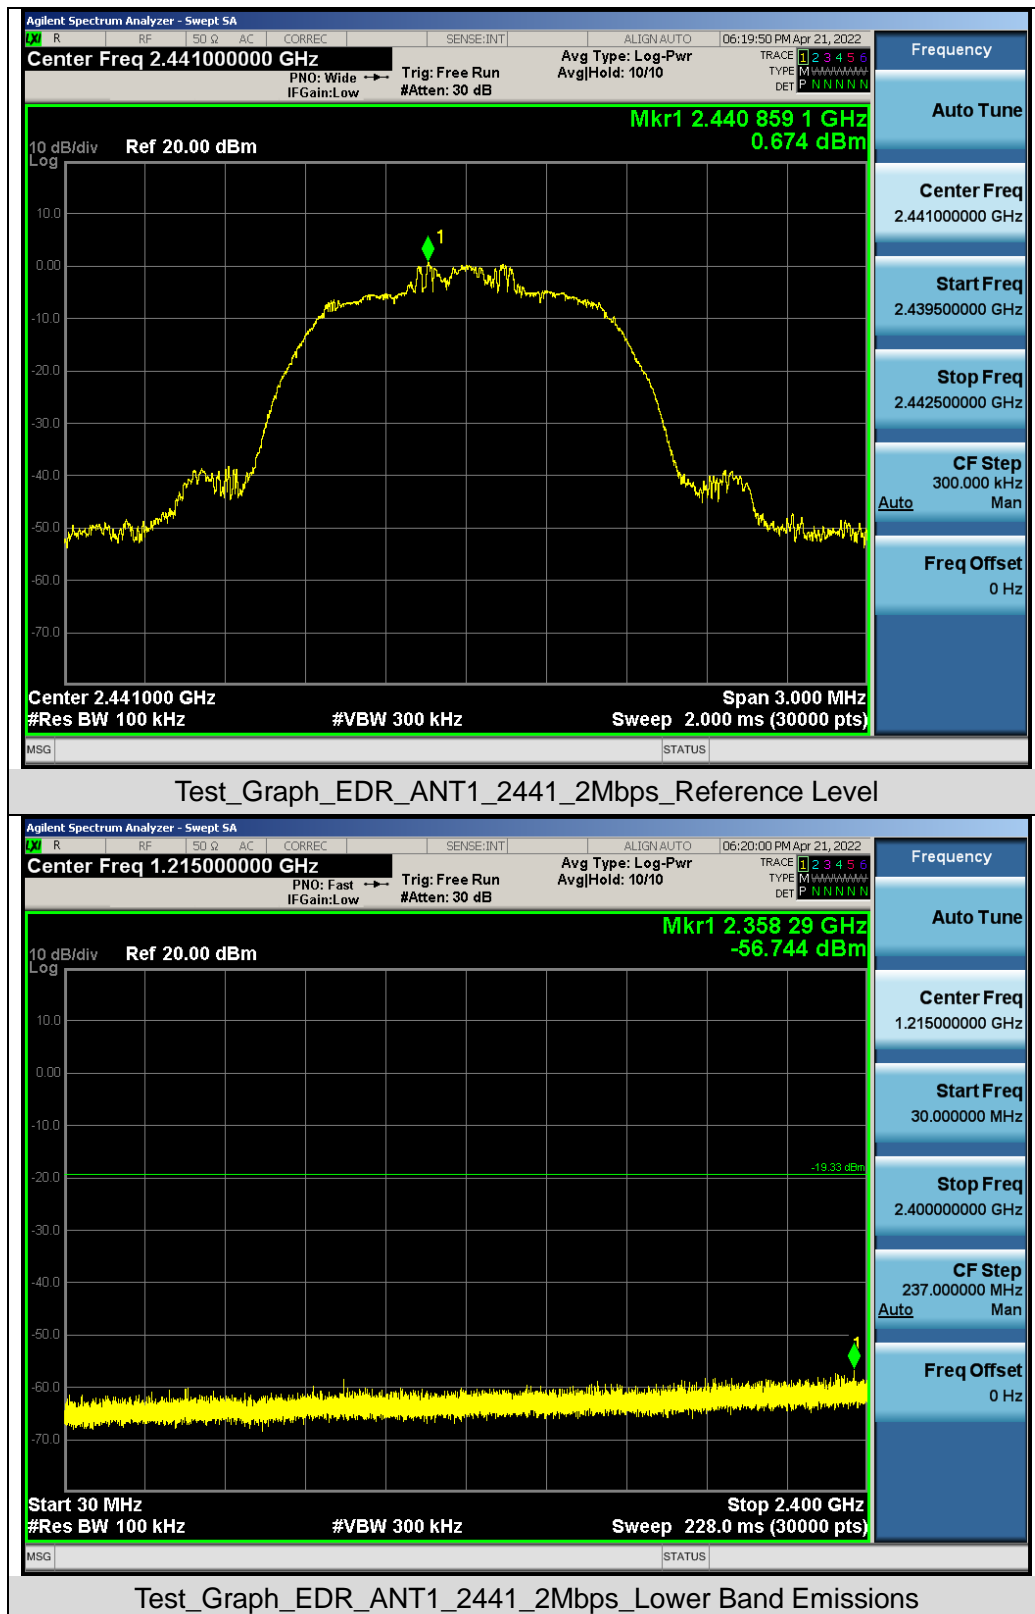 Agilent Spectrum Analyzer - Swept SA
LXI R RF 50 Ω AC CORREC SENSE:INT ALIGN AUTO 06:19:50 PM Apr 21, 2022
Center Freq 2.441000000 GHz
PNO: Wide
IFGain:Low
Trig: Free Run
#Atten: 30 dB
Avg Type: Log-Pwr
Avg|Hold: 10/10
TRACE 1 2 3 4 5 6
TYPE M
DET P N N N N N
Mkr1 2.440 859 1 GHz
0.674 dBm
10 dB/div Ref 20.00 dBm
Log
10.0
1
0.00
-10.0
-20.0
-30.0
-40.0
-50.0
-60.0
-70.0
Center 2.441000 GHz Span 3.000 MHz
#Res BW 100 kHz #VBW 300 kHz Sweep 2.000 ms (30000 pts)
MSG STATUS
Frequency
Auto Tune
Center Freq
2.441000000 GHz
Start Freq
2.439500000 GHz
Stop Freq
2.442500000 GHz
CF Step
300.000 kHz
Auto Man
Freq Offset
0 Hz
Test_Graph_EDR_ANT1_2441_2Mbps_Reference Level
Agilent Spectrum Analyzer - Swept SA
LXI R RF 50 Ω AC CORREC SENSE:INT ALIGN AUTO 06:20:00 PM Apr 21, 2022
Center Freq 1.215000000 GHz
PNO: Fast
IFGain:Low
Trig: Free Run
#Atten: 30 dB
Avg Type: Log-Pwr
Avg|Hold: 10/10
TRACE 1 2 3 4 5 6
TYPE M
DET P N N N N N
Mkr1 2.358 29 GHz
-56.744 dBm
10 dB/div Ref 20.00 dBm
Log
10.0
0.00
-10.0
-19.33 dBm
-20.0
-30.0
-40.0
-50.0
1
-60.0
-70.0
Start 30 MHz Stop 2.400 GHz
#Res BW 100 kHz #VBW 300 kHz Sweep 228.0 ms (30000 pts)
MSG STATUS
Frequency
Auto Tune
Center Freq
1.215000000 GHz
Start Freq
30.000000 MHz
Stop Freq
2.400000000 GHz
CF Step
237.000000 MHz
Auto Man
Freq Offset
0 Hz
Test_Graph_EDR_ANT1_2441_2Mbps_Lower Band Emissions